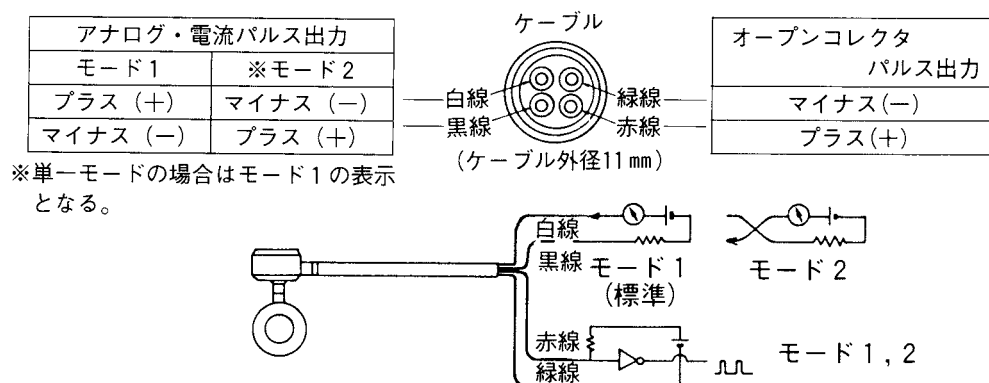 アナログ・電流パルス出力
モード1 ※モード2
プラス (+) マイナス (−)
マイナス (−) プラス (+)
※単一モードの場合はモード1の表示
となる。
ケーブル
白線 緑線
黒線 赤線
(ケーブル外径11mm)
オープンコレクタ
パルス出力
マイナス(−)
プラス(+)
白線
黒線 モード1 モード2
(標準)
赤線
緑線 モード1,2